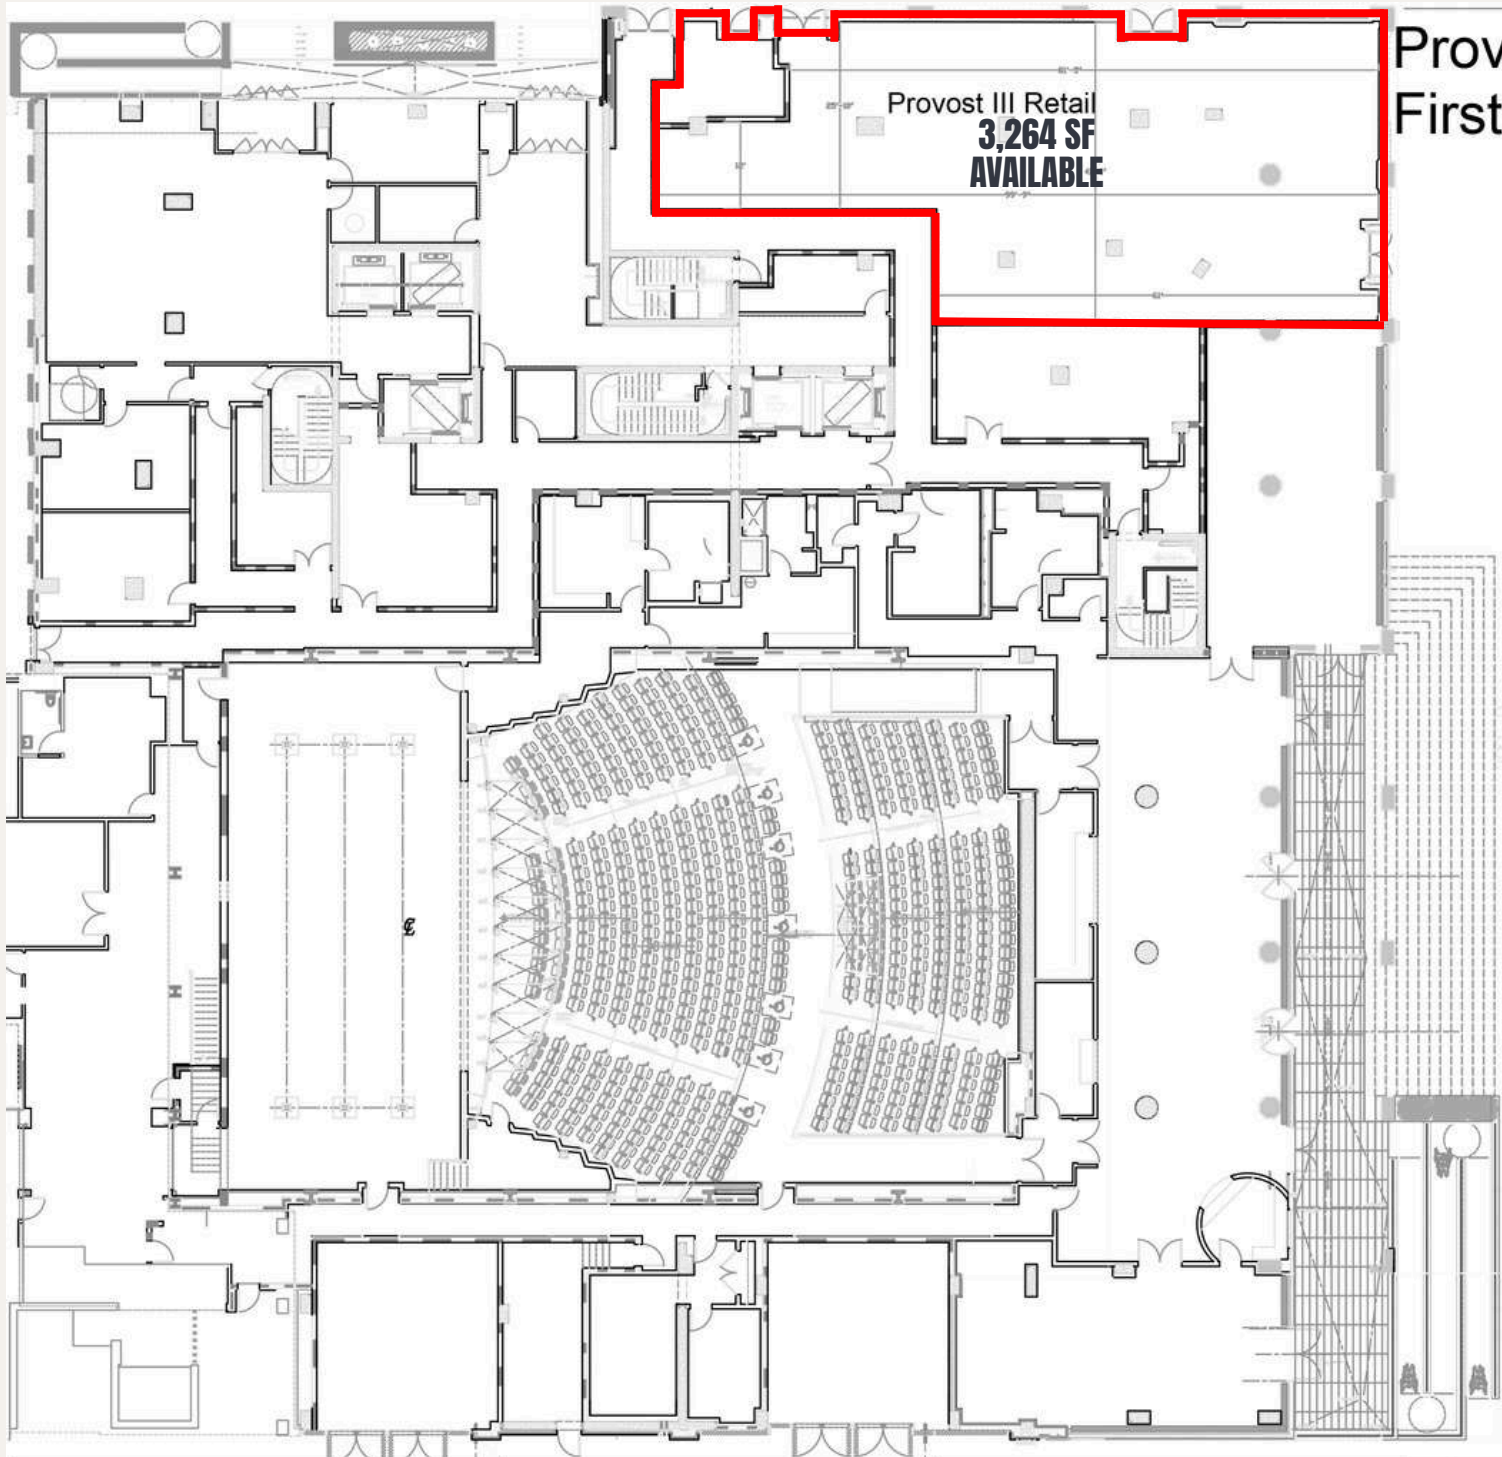 Prov
First
Provost III Retail
3,264 SF
AVAILABLE